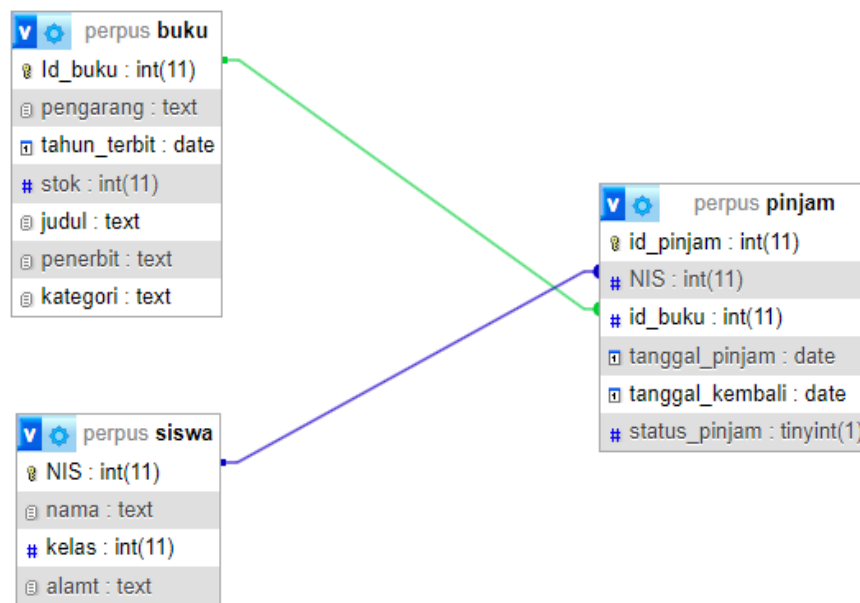 perpus buku
Id_buku : int(11)
pengarang : text
tahun_terbit : date
stok : int(11)
judul : text
penerbit : text
kategori : text
perpus pinjam
id_pinjam : int(11)
NIS : int(11)
id_buku : int(11)
tanggal_pinjam : date
tanggal_kembali : date
status_pinjam : tinyint(1)
perpus siswa
NIS : int(11)
nama : text
kelas : int(11)
alamt : text